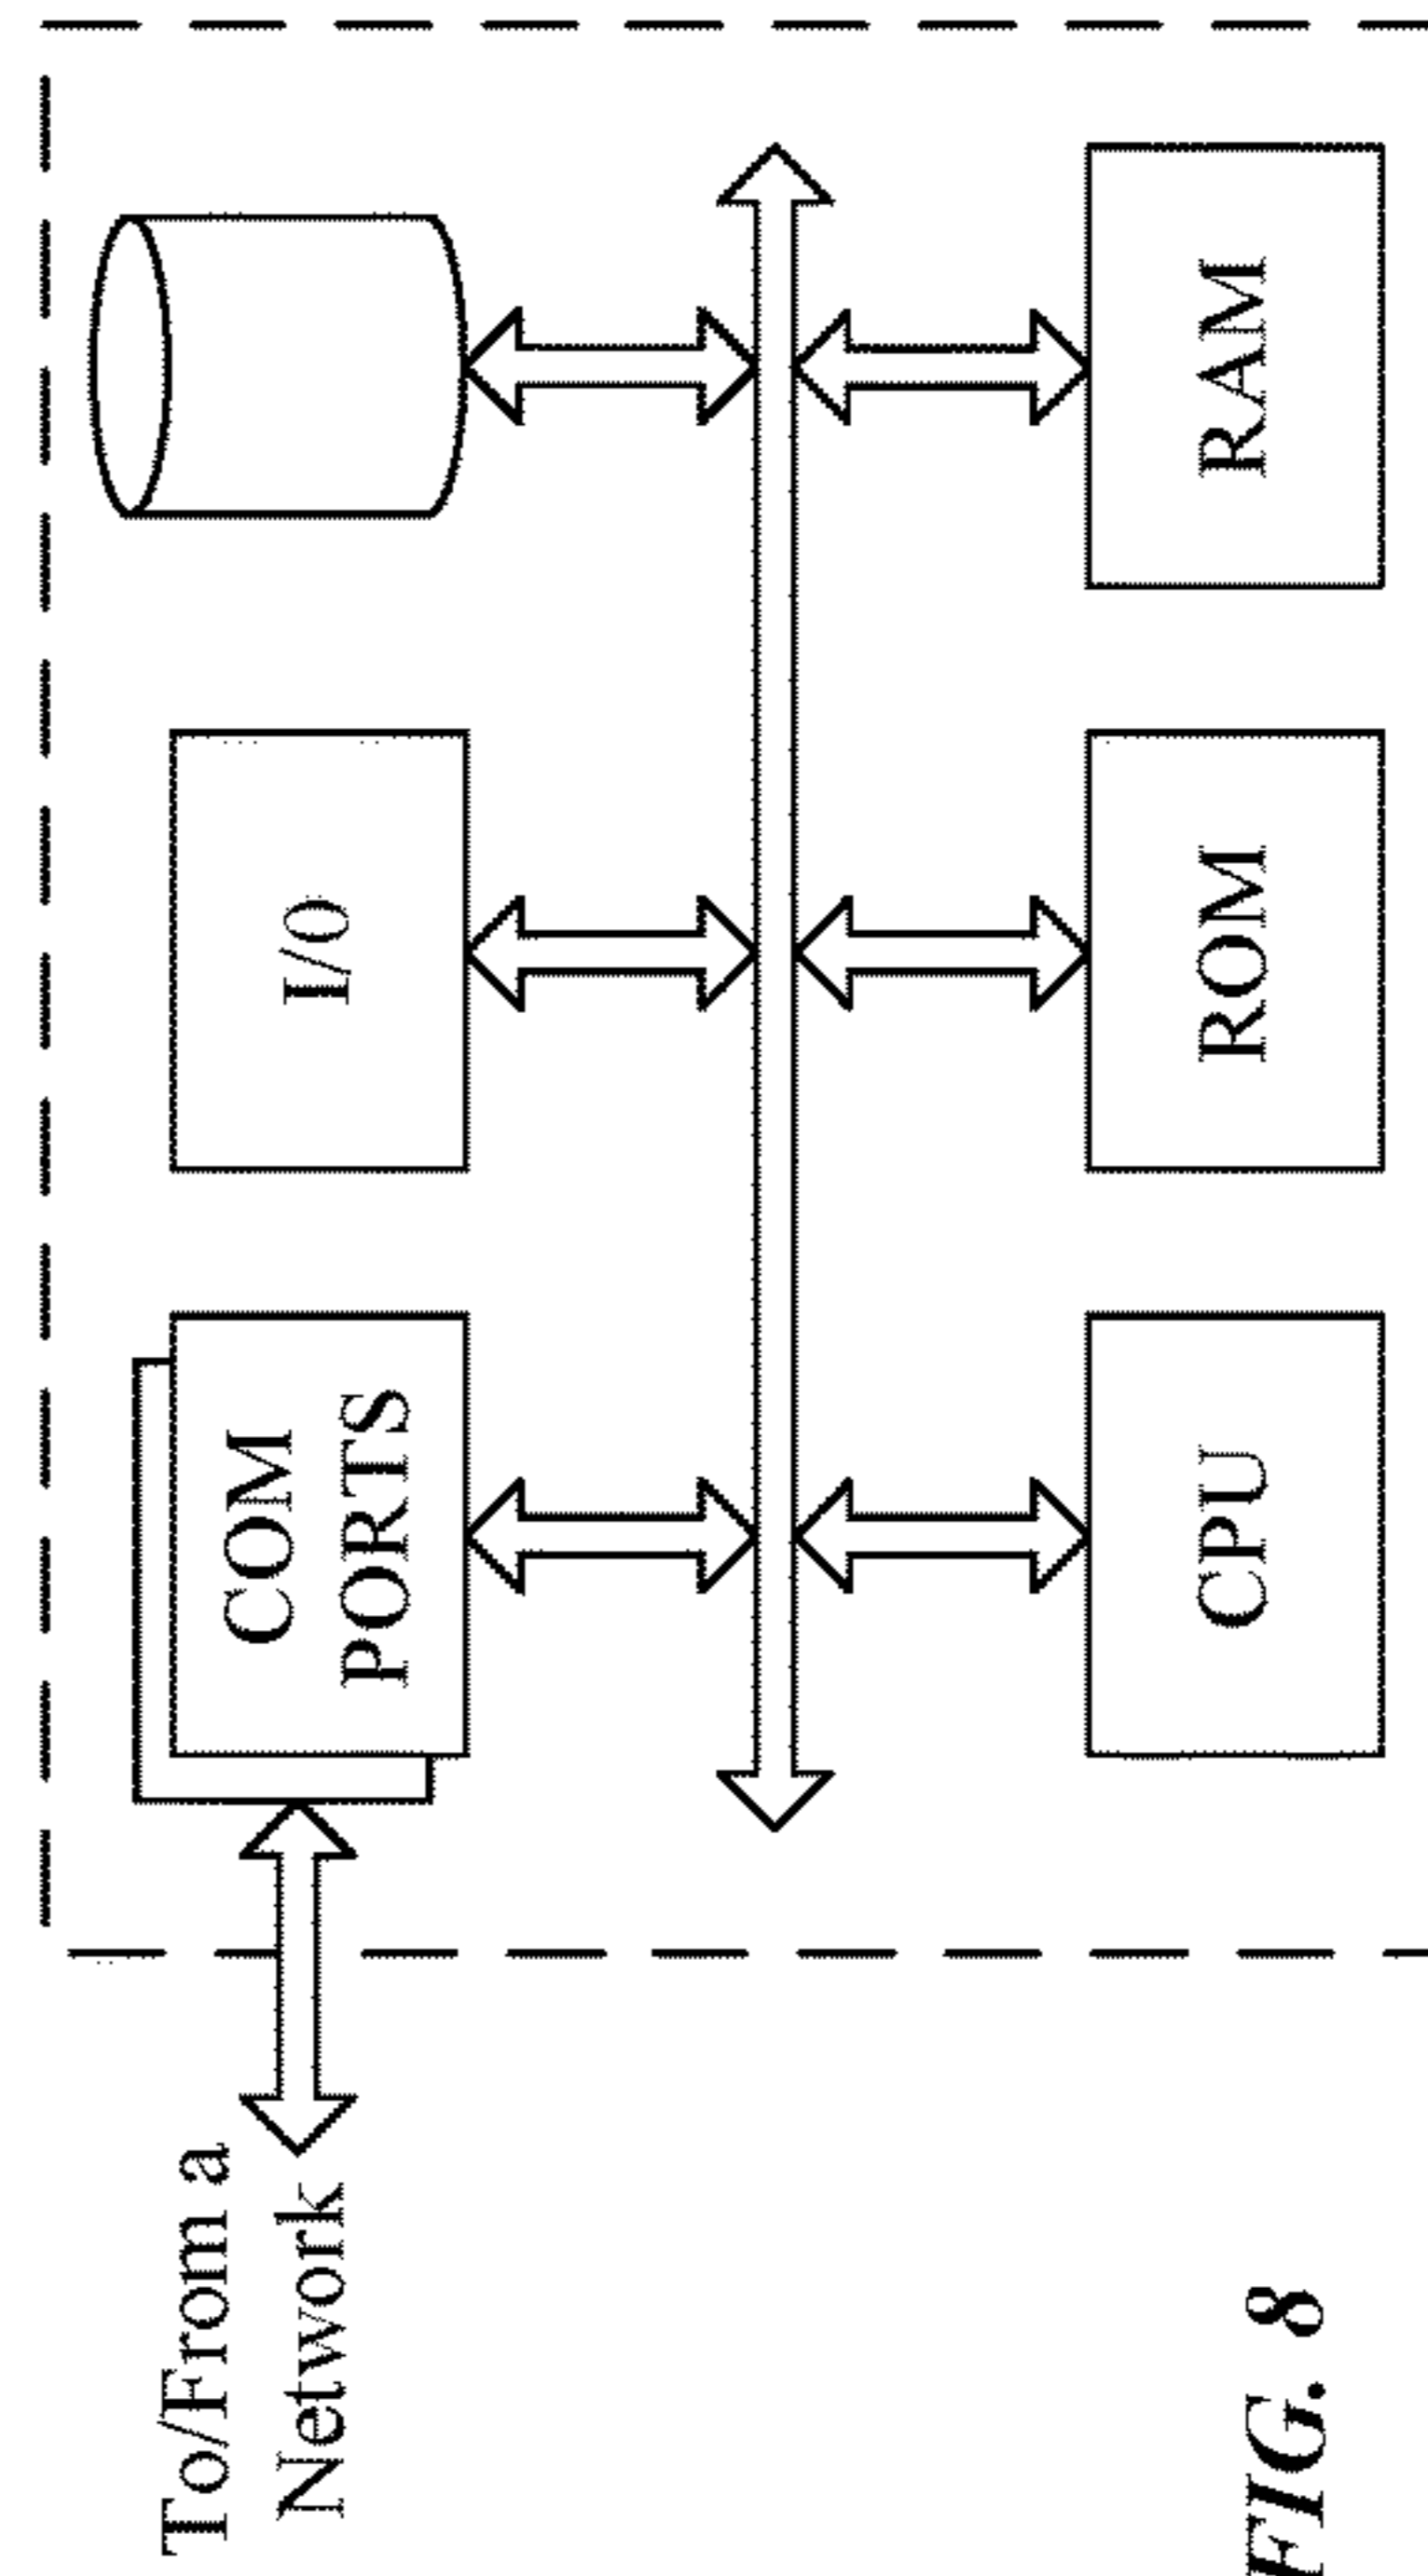 To/From a
Network
COM
PORTS
I/O
CPU
ROM
RAM
FIG. 8